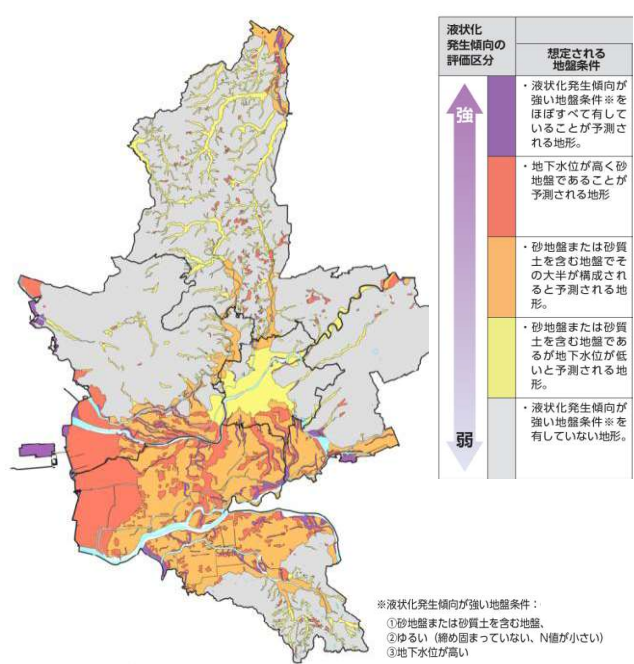 液状化
発生傾向の
評価区分
想定される
地盤条件
強
・液状化発生傾向が
強い地盤条件※を
ほぼすべて有して
いることが予測さ
れる地形。
・地下水位が高く砂
地盤であることが
予測される地形
・砂地盤または砂質
土を含む地盤でそ
の大半が構成され
ると予測される地
形。
・砂地盤または砂質
土を含む地盤であ
るが地下水位が低
いと予測される地
形。
・液状化発生傾向が
強い地盤条件※を
有していない地形。
弱
※液状化発生傾向が強い地盤条件：
①砂地盤または砂質土を含む地盤、
②ゆるい（締め固まっていない、N値が小さい）
③地下水位が高い